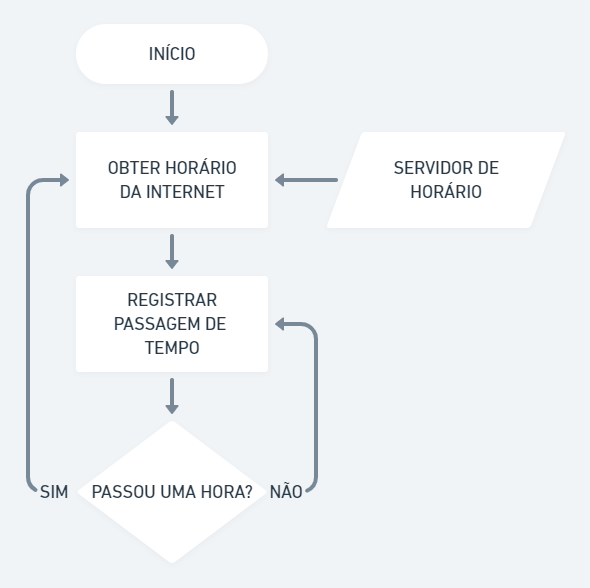 INÍCIO
OBTER HORÁRIO
DA INTERNET
SERVIDOR DE
HORÁRIO
REGISTRAR
PASSAGEM DE
TEMPO
SIM
PASSOU UMA HORA?
NÃO